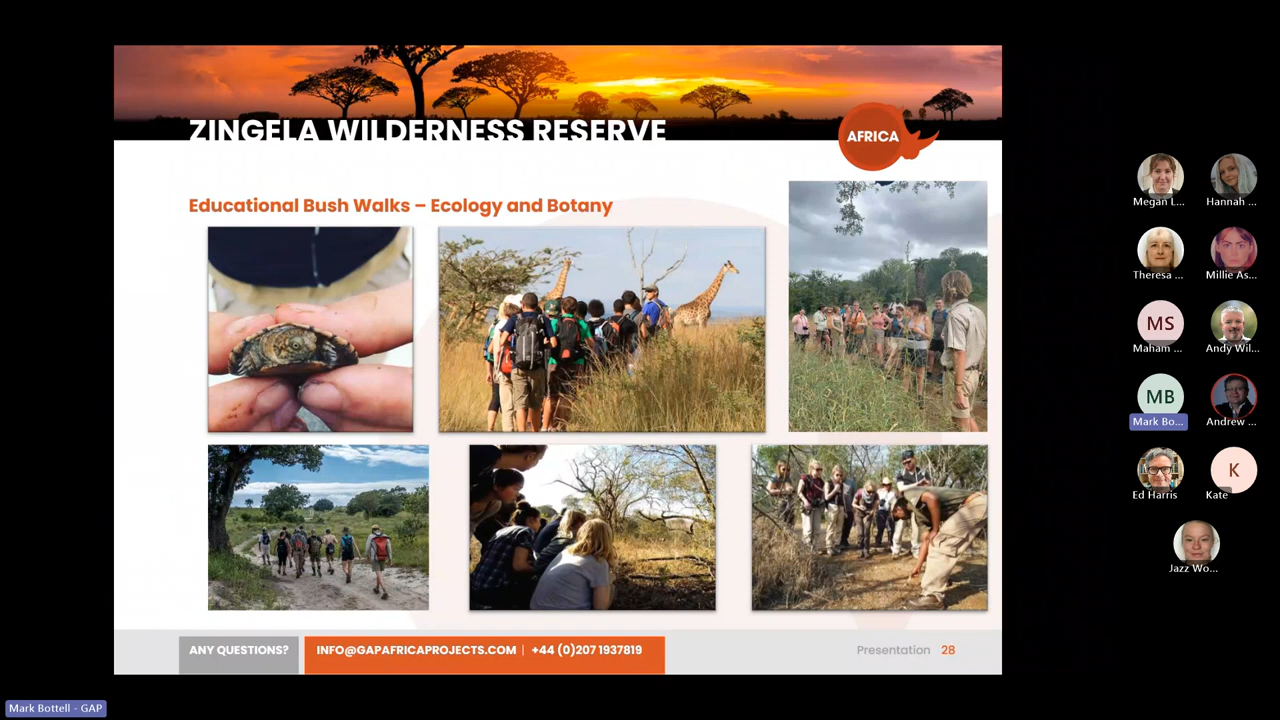 ZINGELA WILDERNESS RESERVE
AFRICA
Educational Bush Walks – Ecology and Botany
ANY QUESTIONS?
INFO@GAPAFRICAPROJECTS.COM | +44 (0)207 1937819
Presentation 28
Megan L...
Hannah ...
Theresa ...
Millie As...
MS
Maham ...
Andy Wil...
MB
Mark Bo...
Andrew ...
Ed Harris
K
Kate
Jazz Wo...
Mark Bottell - GAP